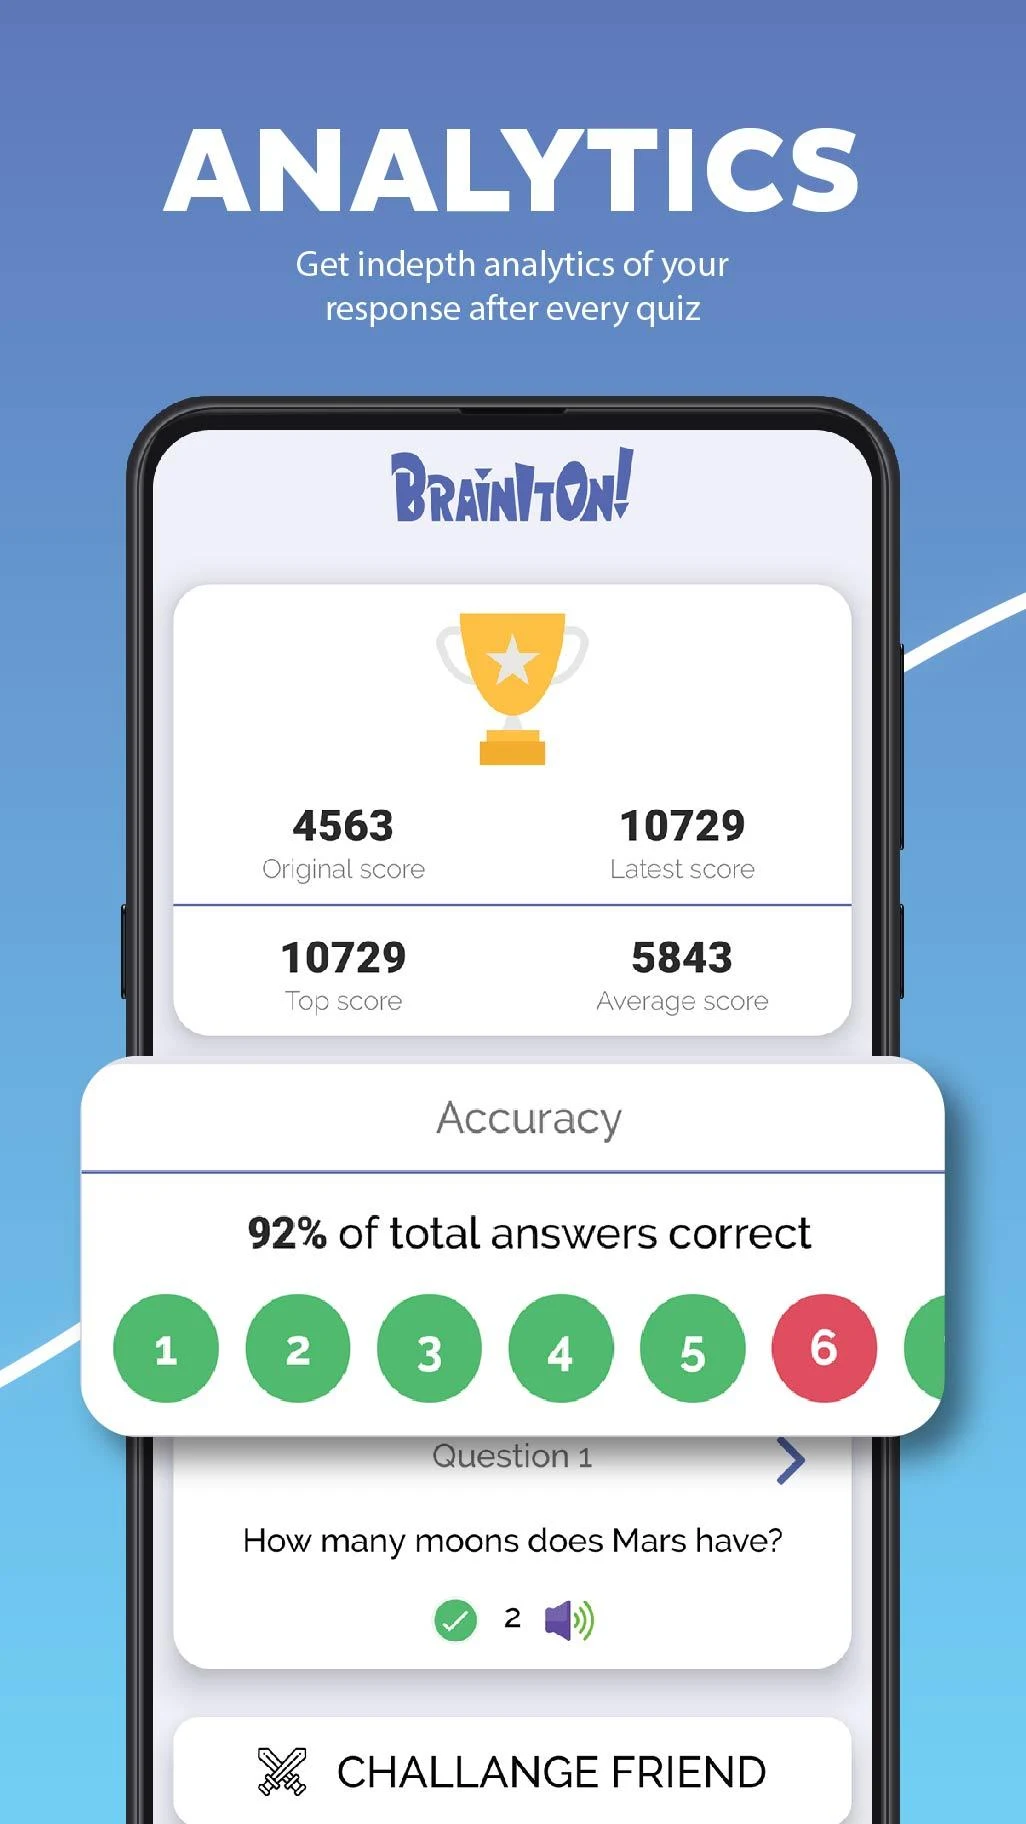 ANALYTICS
Get indepth analytics of your
response after every quiz
BRAINITON!
4563
Original score
10729
Latest score
10729
Top score
5843
Average score
Accuracy
92% of total answers correct
1 2 3 4 5 6
Question 1
How many moons does Mars have?
2
CHALLANGE FRIEND